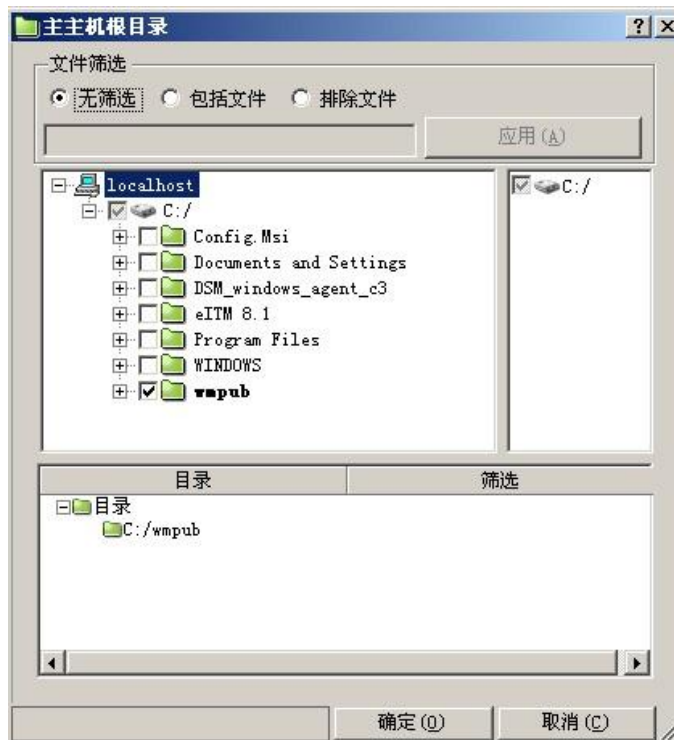 主主机根目录
文件筛选
无筛选 包括文件 排除文件
应用(A)
localhost
C:/
C:/
Config.Msi
Documents and Settings
DSM_windows_agent_c3
eITM 8.1
Program Files
WINDOWS
wmpub
目录 筛选
目录
C:/wmpub
确定(O) 取消(C)